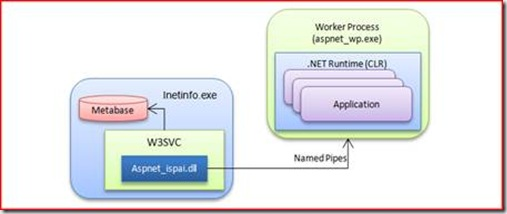 Worker Process
(aspnet_wp.exe)
.NET Runtime (CLR)
Application
Inetinfo.exe
Metabase
W3SVC
Aspnet_ispai.dll
Named Pipes